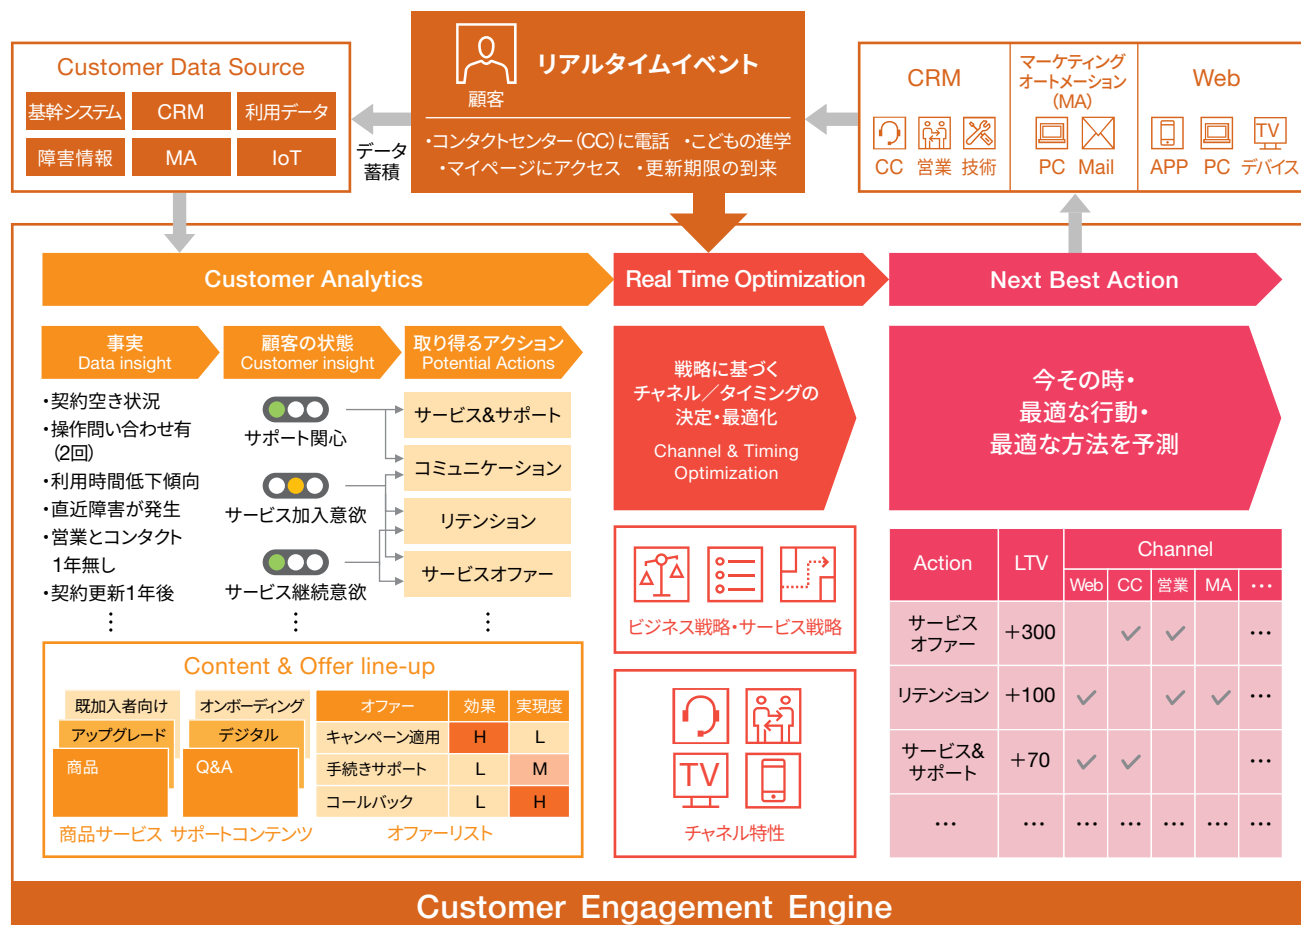 Customer Data Source
基幹システム
CRM
利用データ
障害情報
MA
IoT
データ
蓄積
顧客
リアルタイムイベント
・コンタクトセンター(CC)に電話 ・こどもの進学
・マイページにアクセス ・更新期限の到来
CRM
CC 営業 技術
マーケティング
オートメーション
(MA)
PC Mail
Web
TV
APP PC デバイス
Customer Analytics
Real Time Optimization
Next Best Action
事実
Data insight
顧客の状態
Customer insight
取り得るアクション
Potential Actions
・契約空き状況
・操作問い合わせ有
(2回)
・利用時間低下傾向
・直近障害が発生
・営業とコンタクト
1年無し
・契約更新1年後
⋮
サポート関心
サービス加入意欲
サービス継続意欲
⋮
サービス&サポート
コミュニケーション
リテンション
サービスオファー
⋮
Content & Offer line-up
既加入者向け
アップグレード
商品
商品サービス
オンボーディング
デジタル
Q&A
サポートコンテンツ
オファー 効果 実現度
キャンペーン適用 H L
手続きサポート L M
コールバック L H
オファーリスト
戦略に基づく
チャネル／タイミングの
決定・最適化
Channel & Timing
Optimization
ビジネス戦略・サービス戦略
TV
チャネル特性
今その時・
最適な行動・
最適な方法を予測
Action LTV Channel
Web CC 営業 MA …
サービス
オファー +300 ✓ ✓ …
リテンション +100 ✓ ✓ ✓ …
サービス&
サポート +70 ✓ ✓ …
… … … … … … …
Customer Engagement Engine